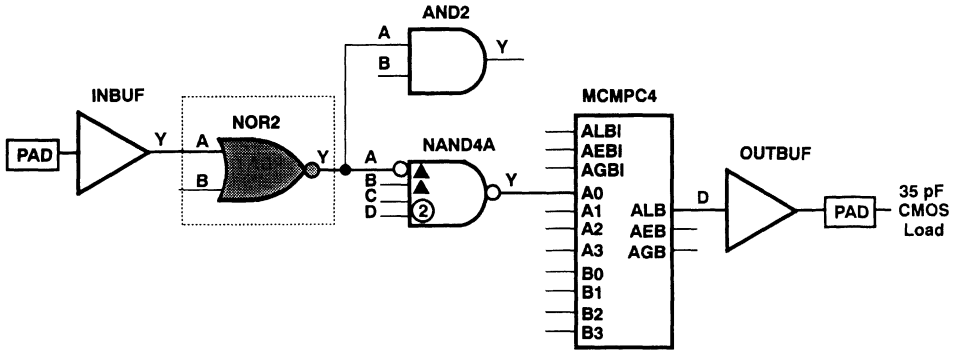 AND2
A
Y
B
INBUF
MCMPC4
NOR2
NAND4A
OUTBUF
PAD
Y
A
Y
B
A
B
C
D
2
Y
ALBI
AEBI
AGBI
A0
A1
A2
A3
B0
B1
B2
B3
ALB
AEB
AGB
D
PAD
35 pF
CMOS
Load